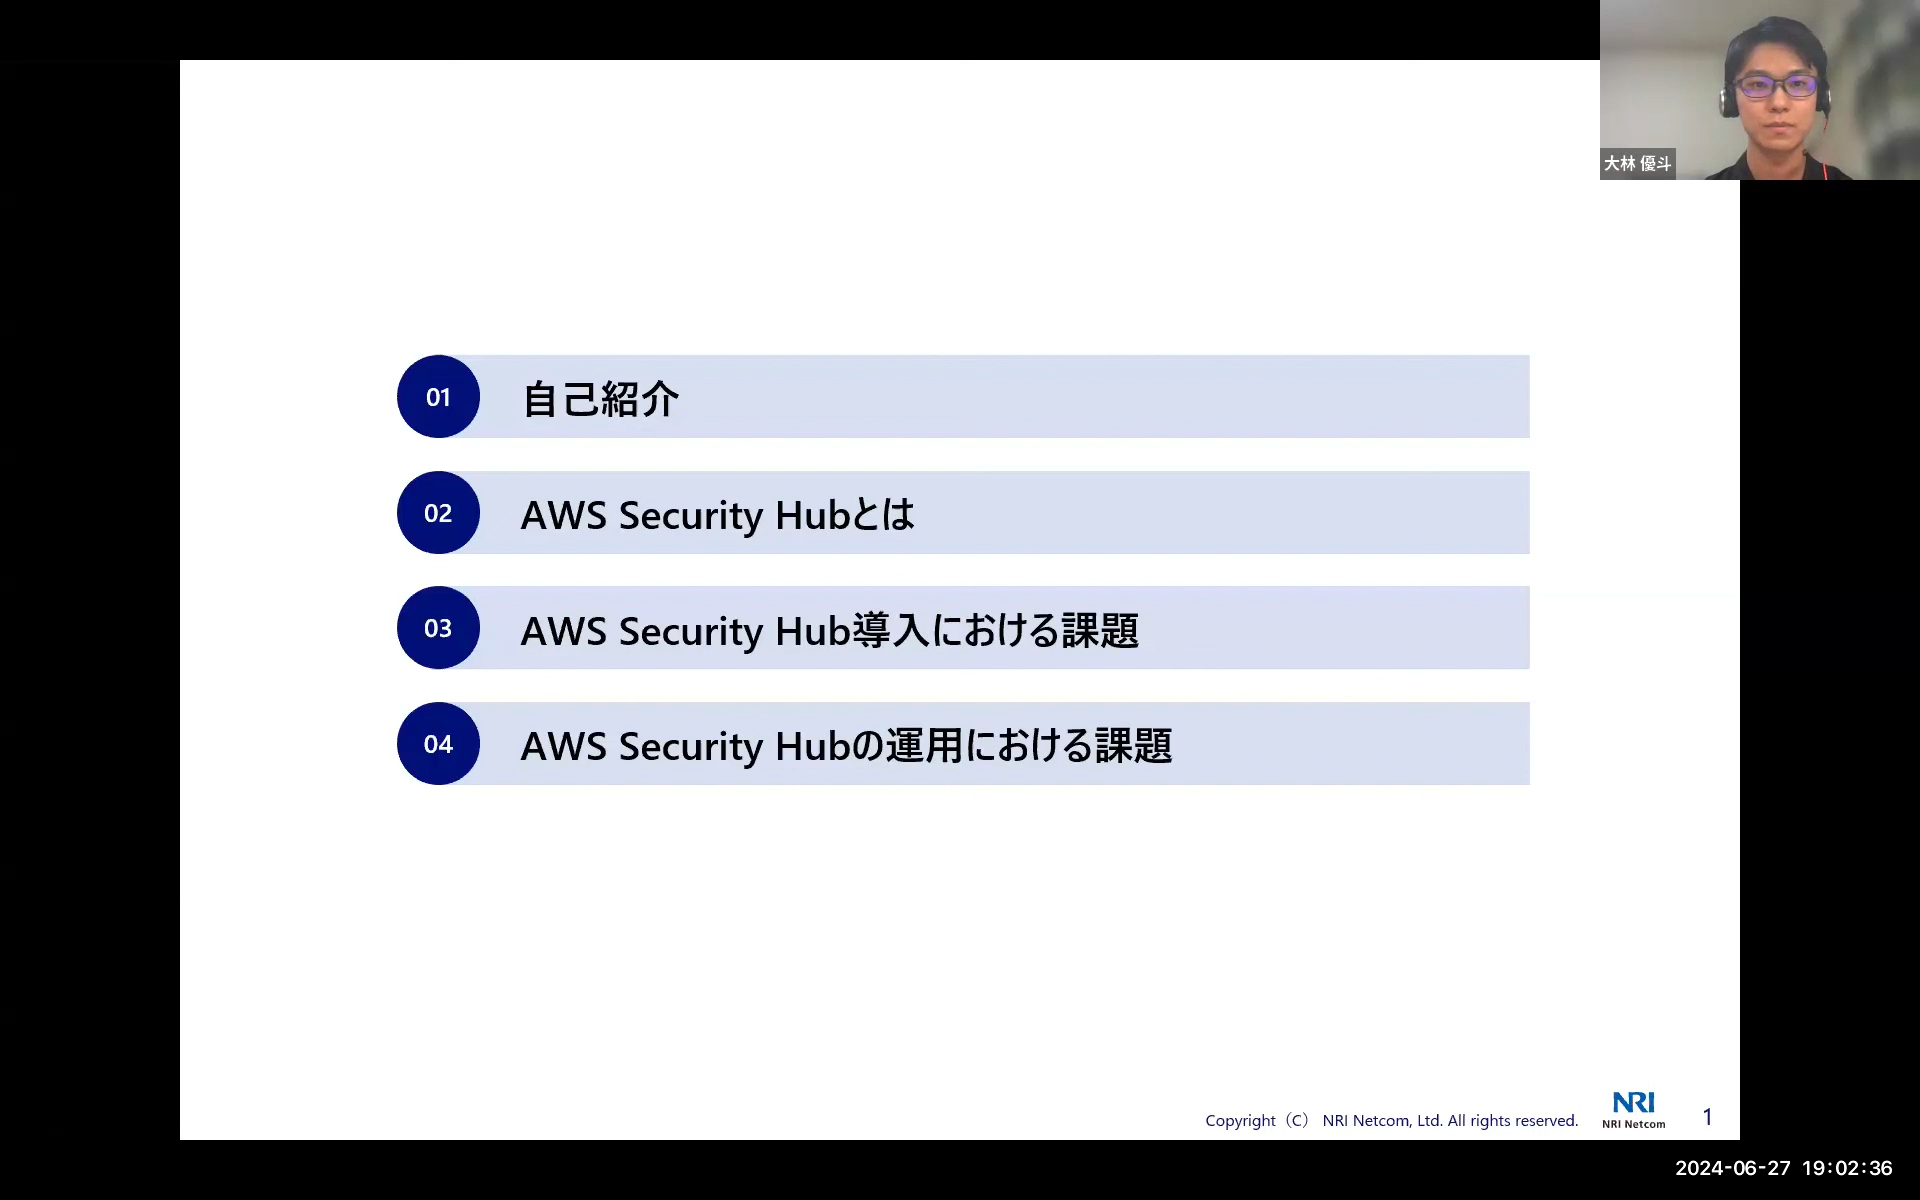 大林 優斗
01 自己紹介
02 AWS Security Hubとは
03 AWS Security Hub導入における課題
04 AWS Security Hubの運用における課題
Copyright（C） NRI Netcom, Ltd. All rights reserved.
NRI
NRI Netcom
1
2024-06-27 19:02:36